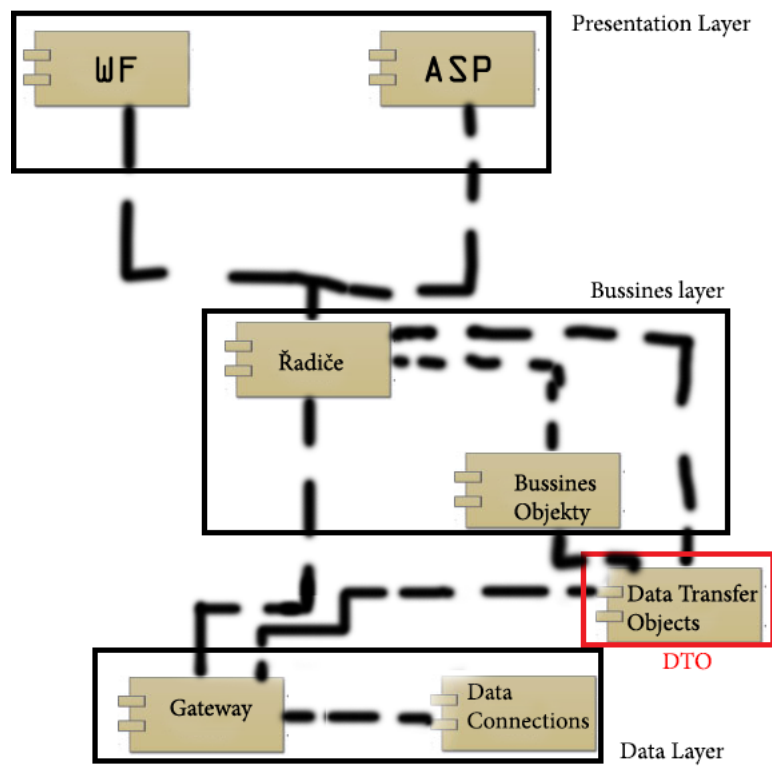 Presentation Layer
WF
ASP
Bussines layer
Řadiče
Bussines
Objekty
Data Transfer
Objects
DTO
Gateway
Data
Connections
Data Layer